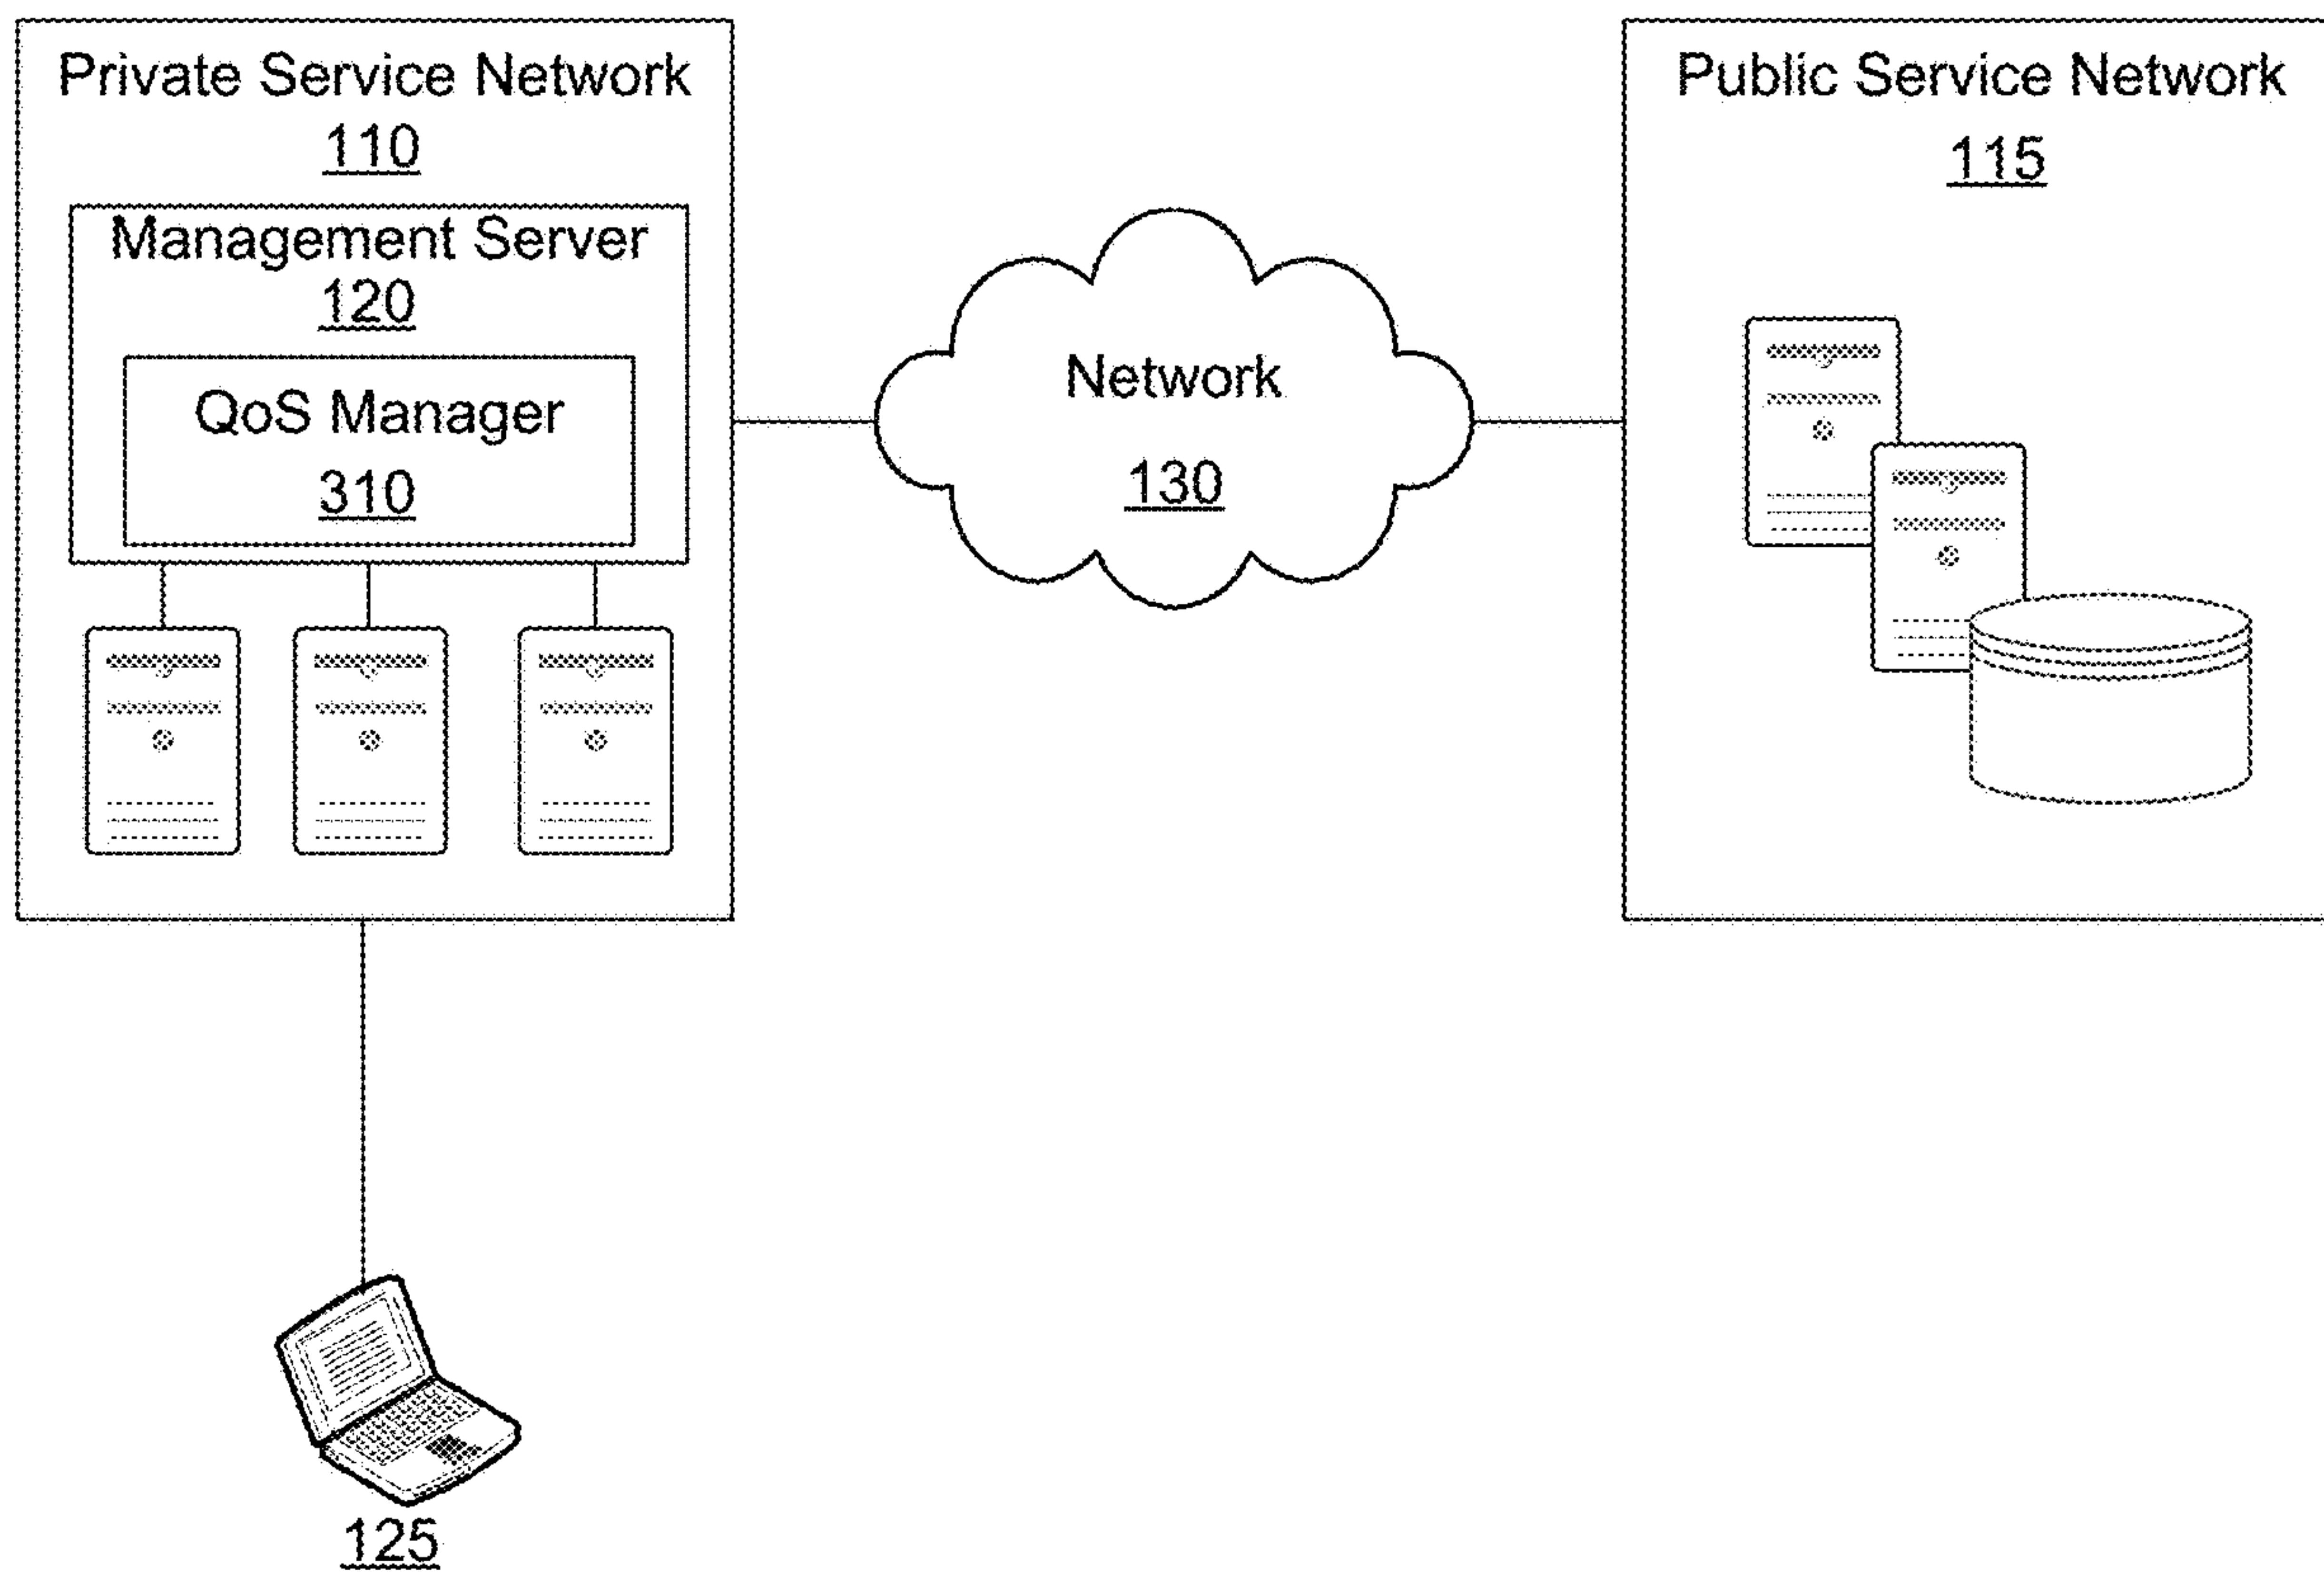 Private Service Network
110
Management Server
120
QoS Manager
310
Network
130
Public Service Network
115
125